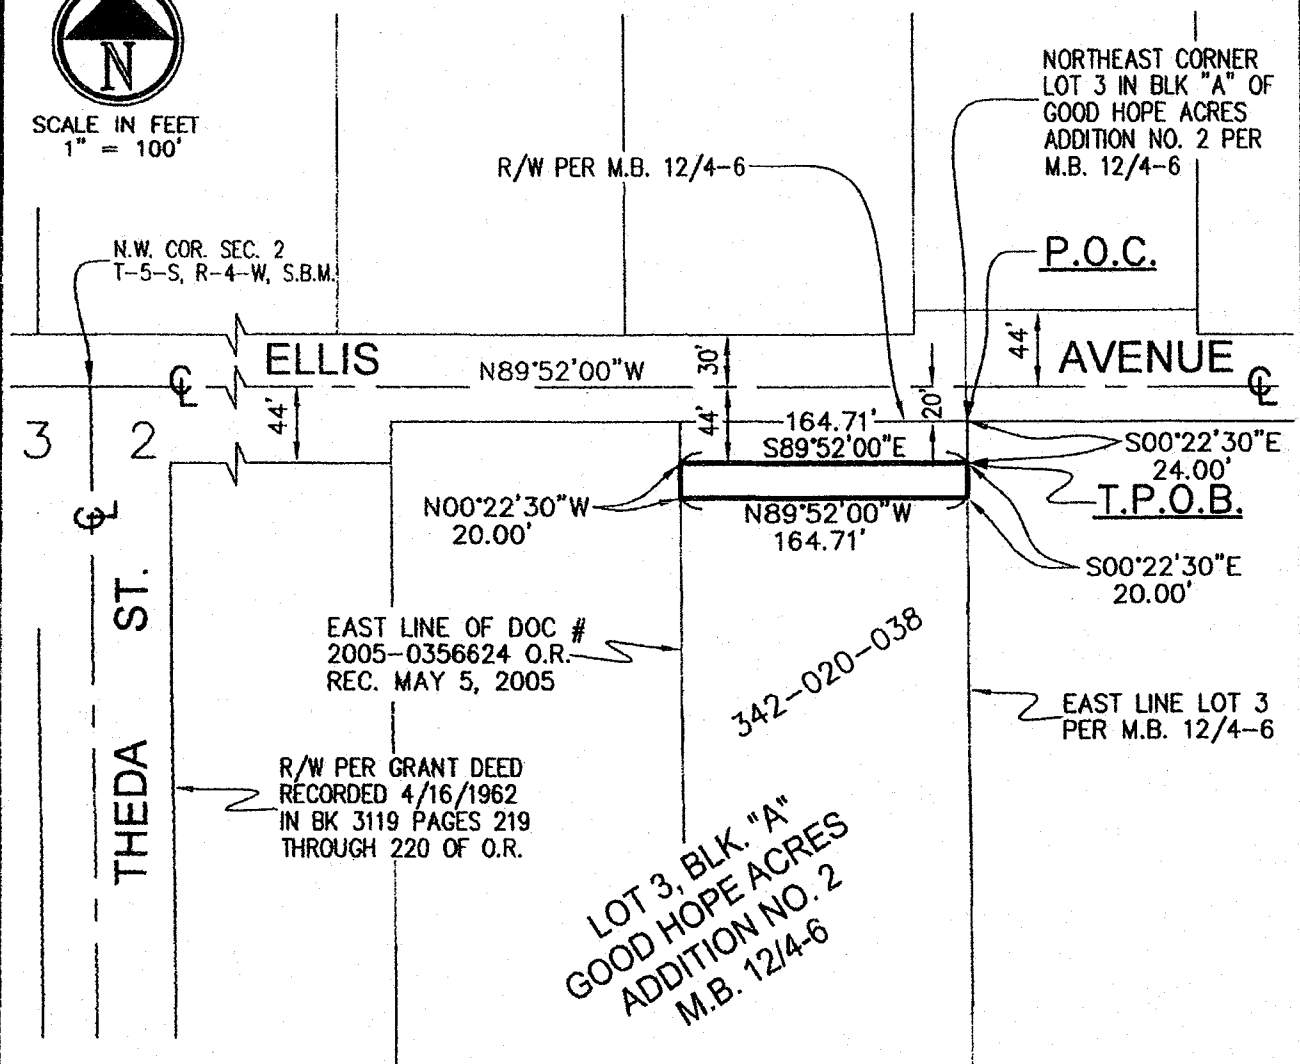 N
SCALE IN FEET
1" = 100'
NORTHEAST CORNER
LOT 3 IN BLK "A" OF
GOOD HOPE ACRES
ADDITION NO. 2 PER
M.B. 12/4-6
R/W PER M.B. 12/4-6
N.W. COR. SEC. 2
T-5-S, R-4-W, S.B.M.
P.O.C.
ELLIS
N89°52'00"W
30'
44'
AVENUE
℄
℄
44'
44'
20'
164.71'
S89°52'00"E
S00°22'30"E
24.00'
3 2
T.P.O.B.
N00°22'30"W
20.00'
N89°52'00"W
164.71'
℄
S00°22'30"E
20.00'
THEDA ST.
EAST LINE OF DOC #
2005-0356624 O.R.
REC. MAY 5, 2005
342-020-038
EAST LINE LOT 3
PER M.B. 12/4-6
R/W PER GRANT DEED
RECORDED 4/16/1962
IN BK 3119 PAGES 219
THROUGH 220 OF O.R.
LOT 3, BLK. "A"
GOOD HOPE ACRES
ADDITION NO. 2
M.B. 12/4-6